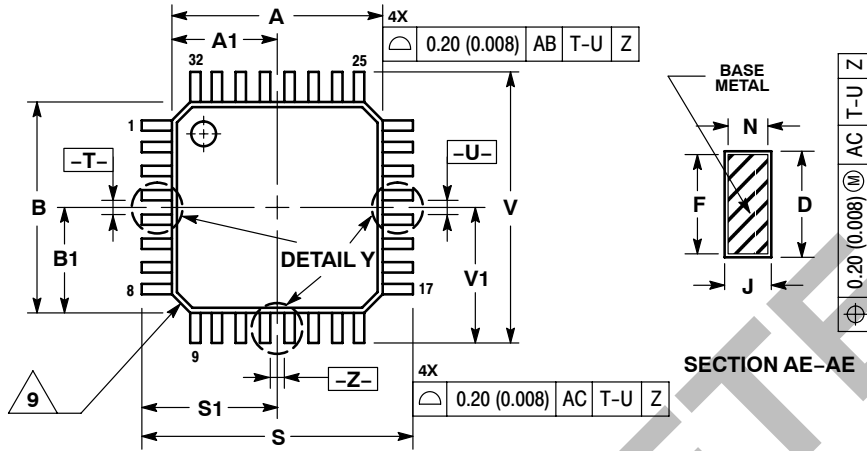 A
4X
A1
⌓ 0.20 (0.008) AB T–U Z
32
25
1
–T–
–U–
B
V
B1
DETAIL Y
V1
8
17
9
–Z–
9
S1
S
4X
⌓ 0.20 (0.008) AC T–U Z
BASE
METAL
N
F
D
J
⌖ 0.20 (0.008) Ⓜ AC T–U Z
SECTION AE–AE